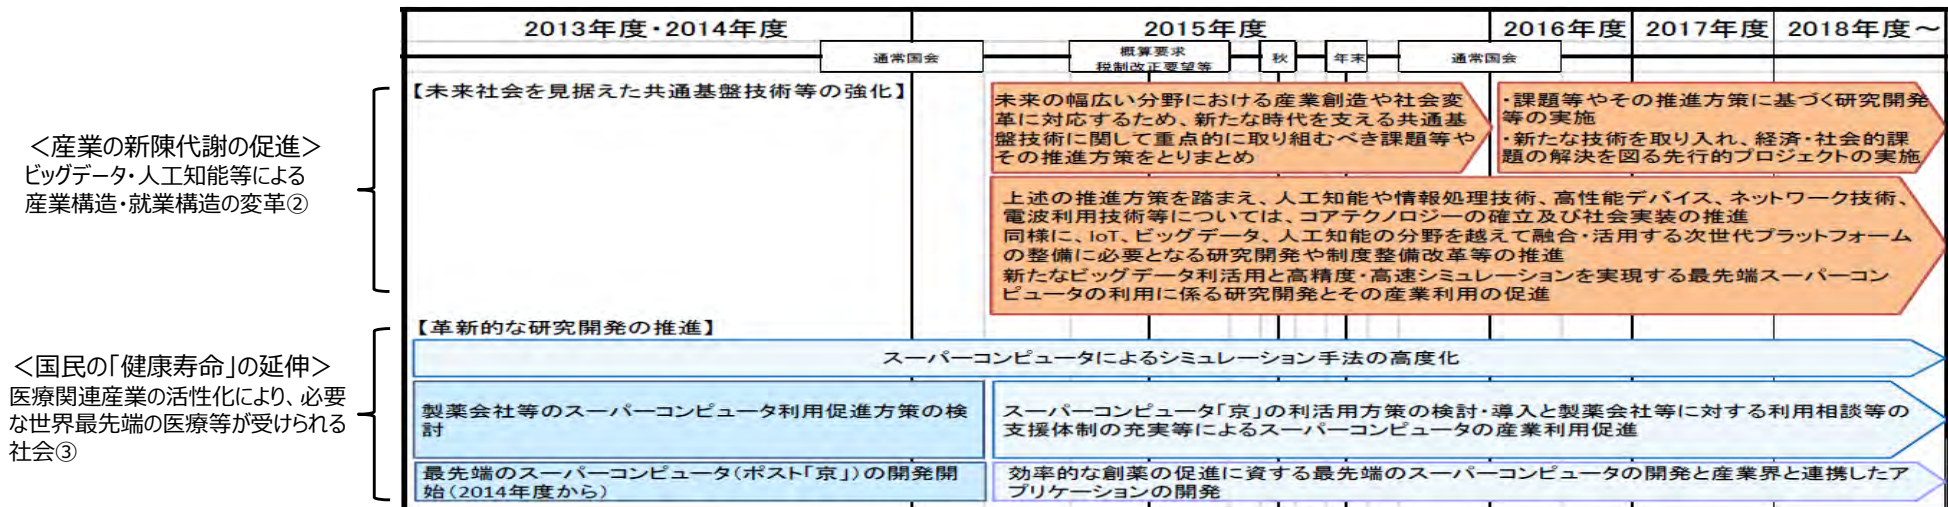 2013年度・2014年度
2015年度
2016年度
2017年度
2018年度～
通常国会
概算要求
税制改正要望等
秋
年末
通常国会
＜産業の新陳代謝の促進＞
ビッグデータ・人工知能等による
産業構造・就業構造の変革②
【未来社会を見据えた共通基盤技術等の強化】
未来の幅広い分野における産業創造や社会変
革に対応するため、新たな時代を支える共通基
盤技術に関して重点的に取り組むべき課題等や
その推進方策をとりまとめ
・課題等やその推進方策に基づく研究開発
等の実施
・新たな技術を取り入れ、経済・社会的課
題の解決を図る先行的プロジェクトの実施
上述の推進方策を踏まえ、人工知能や情報処理技術、高性能デバイス、ネットワーク技術、
電波利用技術等については、コアテクノロジーの確立及び社会実装の推進
同様に、IoT、ビッグデータ、人工知能の分野を越えて融合・活用する次世代プラットフォーム
の整備に必要となる研究開発や制度整備改革等の推進
新たなビッグデータ利活用と高精度・高速シミュレーションを実現する最先端スーパーコン
ピュータの利用に係る研究開発とその産業利用の促進
＜国民の「健康寿命」の延伸＞
医療関連産業の活性化により、必要
な世界最先端の医療等が受けられる
社会③
【革新的な研究開発の推進】
スーパーコンピュータによるシミュレーション手法の高度化
製薬会社等のスーパーコンピュータ利用促進方策の検
討
スーパーコンピュータ「京」の利活用方策の検討・導入と製薬会社等に対する利用相談等の
支援体制の充実等によるスーパーコンピュータの産業利用促進
最先端のスーパーコンピュータ（ポスト「京」）の開発開
始（2014年度から）
効率的な創薬の促進に資する最先端のスーパーコンピュータの開発と産業界と連携したア
プリケーションの開発